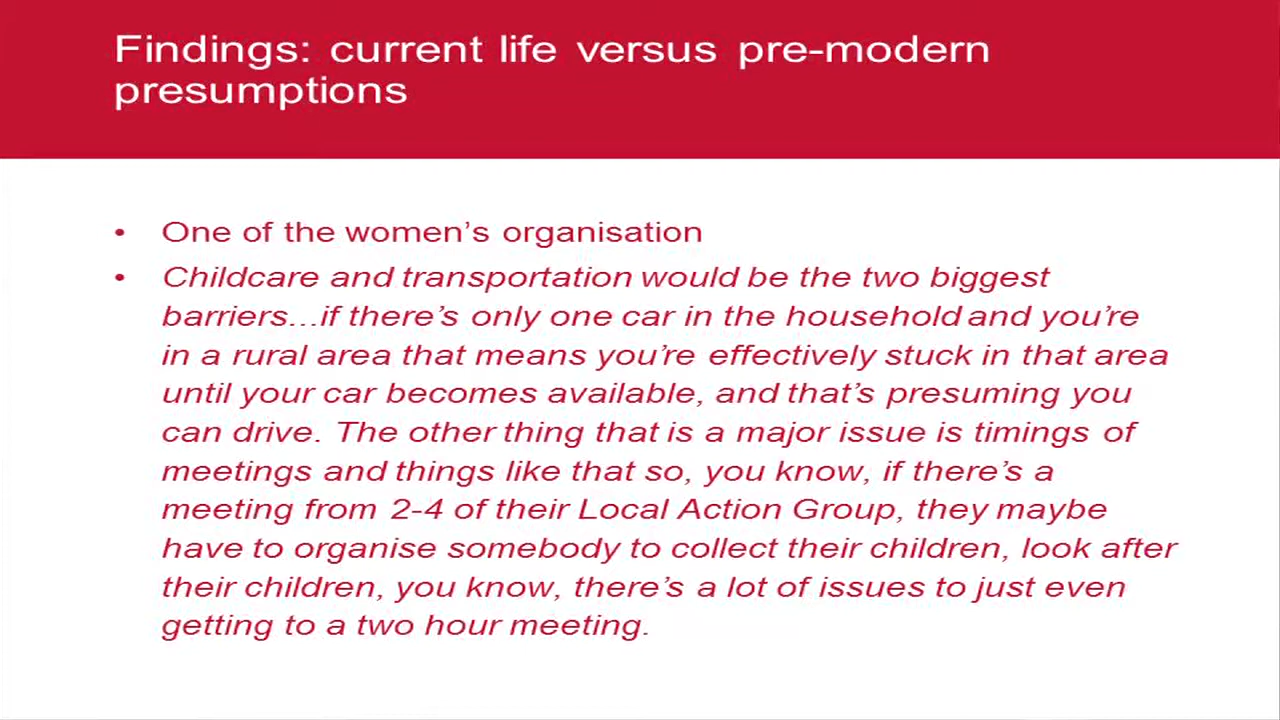 Findings: current life versus pre-modern
presumptions
• One of the women’s organisation
• Childcare and transportation would be the two biggest
barriers...if there’s only one car in the household and you’re
in a rural area that means you’re effectively stuck in that area
until your car becomes available, and that’s presuming you
can drive. The other thing that is a major issue is timings of
meetings and things like that so, you know, if there’s a
meeting from 2-4 of their Local Action Group, they maybe
have to organise somebody to collect their children, look after
their children, you know, there’s a lot of issues to just even
getting to a two hour meeting.